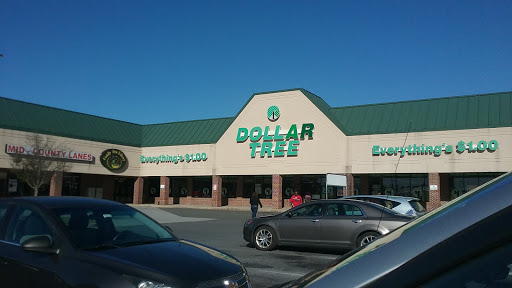 MID-COUNTY LANES
Everything's $1.00
DOLLAR
TREE
Everything's $1.00